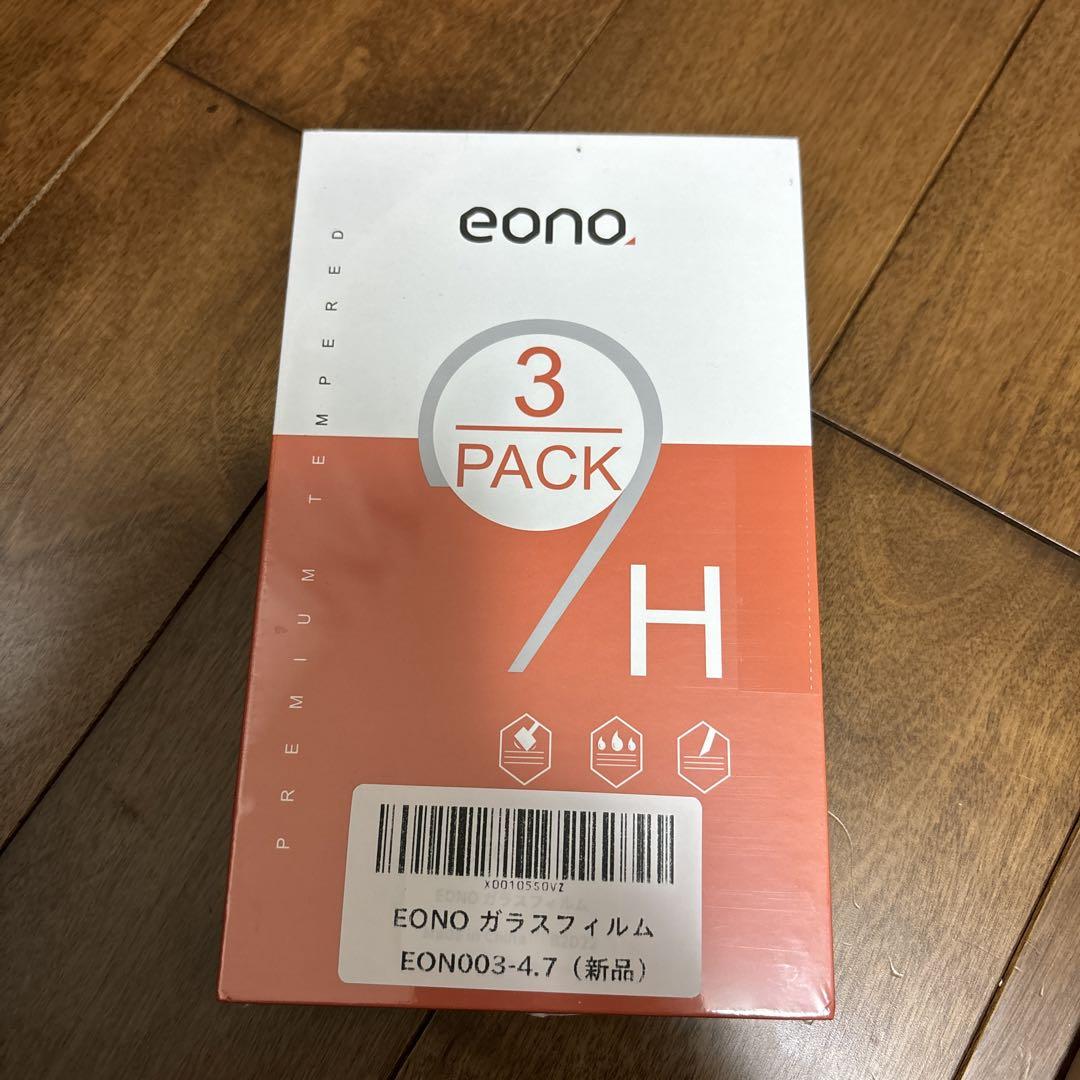 eono
3
PACK
9H
PREMIUM TEMPERED
X0010550VZ
EONO ガラスフィルム
EON003-4.7（新品）